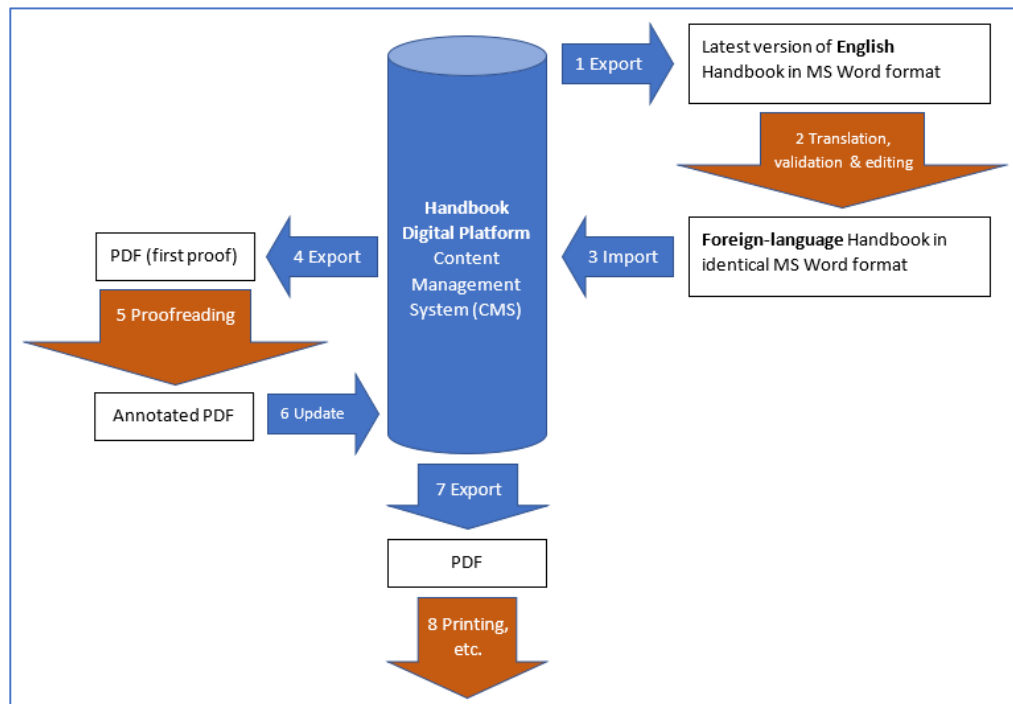 1 Export
Latest version of English
Handbook in MS Word format
2 Translation,
validation & editing
Foreign-language Handbook in
identical MS Word format
3 Import
Handbook
Digital Platform
Content
Management
System (CMS)
4 Export
PDF (first proof)
5 Proofreading
Annotated PDF
6 Update
7 Export
PDF
8 Printing,
etc.